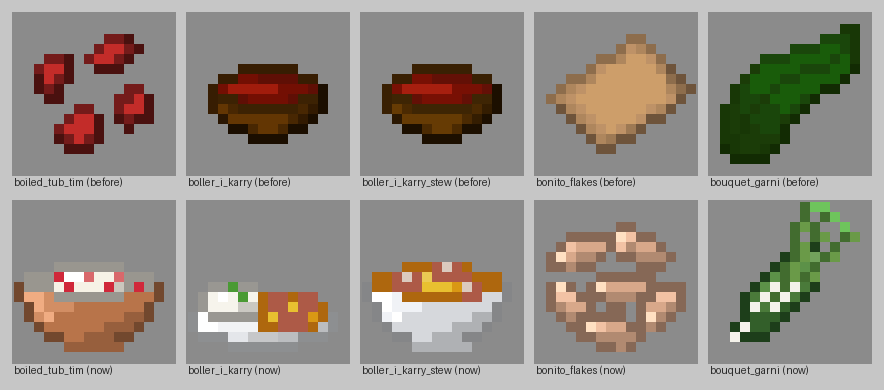 boiled_tub_tim (before)
boller_i_karry (before)
boller_i_karry_stew (before)
bonito_flakes (before)
bouquet_garni (before)
boiled_tub_tim (now)
boller_i_karry (now)
boller_i_karry_stew (now)
bonito_flakes (now)
bouquet_garni (now)